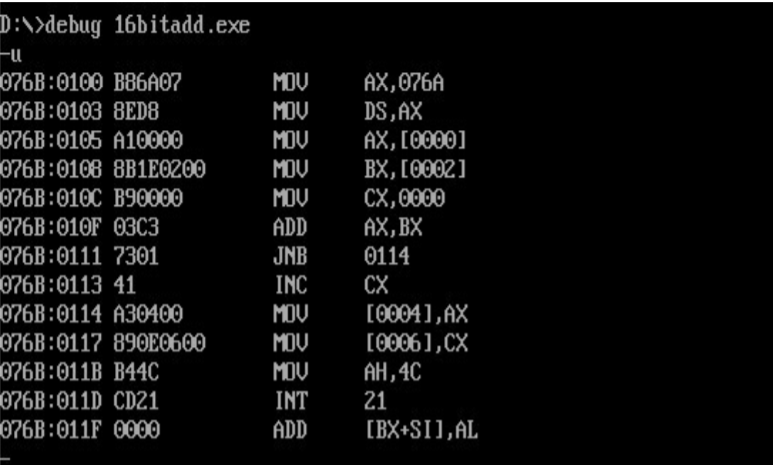 D:\>debug 16bitadd.exe
-u
076B:0100 B86A07 MOV AX,076A
076B:0103 8ED8 MOV DS,AX
076B:0105 A10000 MOV AX,[0000]
076B:0108 8B1E0200 MOV BX,[0002]
076B:010C B90000 MOV CX,0000
076B:010F 03C3 ADD AX,BX
076B:0111 7301 JNB 0114
076B:0113 41 INC CX
076B:0114 A30400 MOV [0004],AX
076B:0117 890E0600 MOV [0006],CX
076B:011B B44C MOV AH,4C
076B:011D CD21 INT 21
076B:011F 0000 ADD [BX+SI],AL
-